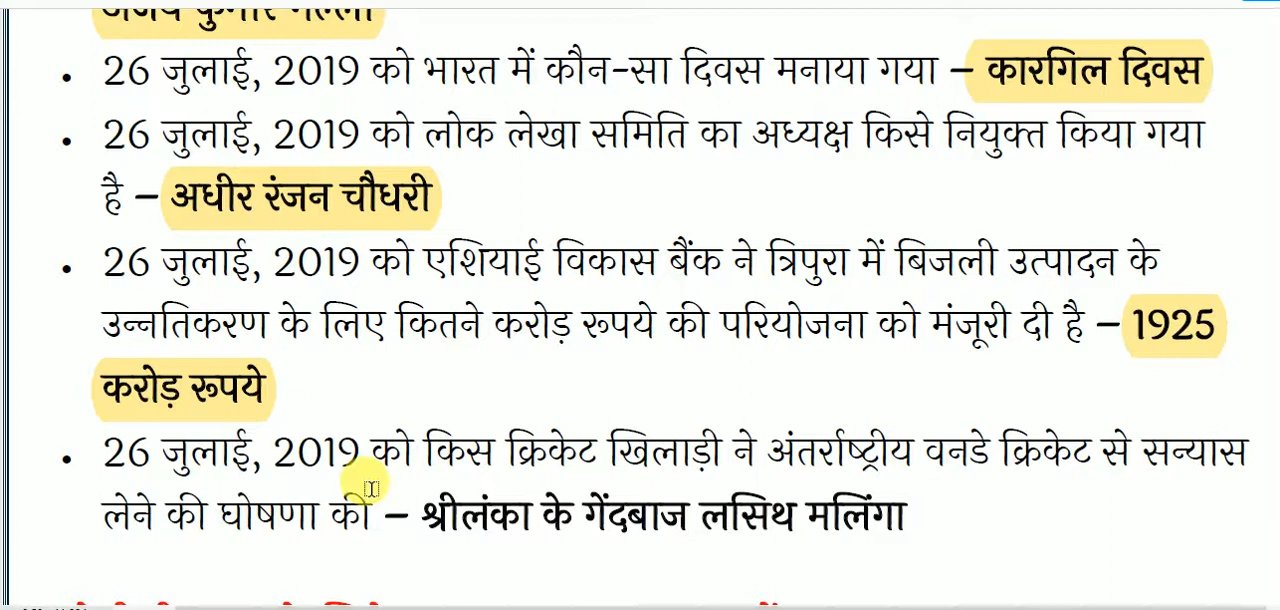 • 26 जुलाई, 2019 को भारत में कौन-सा दिवस मनाया गया – कारगिल दिवस
• 26 जुलाई, 2019 को लोक लेखा समिति का अध्यक्ष किसे नियुक्त किया गया
है – अधीर रंजन चौधरी
• 26 जुलाई, 2019 को एशियाई विकास बैंक ने त्रिपुरा में बिजली उत्पादन के
उन्नतिकरण के लिए कितने करोड़ रूपये की परियोजना को मंजूरी दी है – 1925
करोड़ रूपये
• 26 जुलाई, 2019 को किस क्रिकेट खिलाड़ी ने अंतर्राष्ट्रीय वनडे क्रिकेट से सन्यास
लेने की घोषणा की – श्रीलंका के गेंदबाज लसिथ मलिंगा